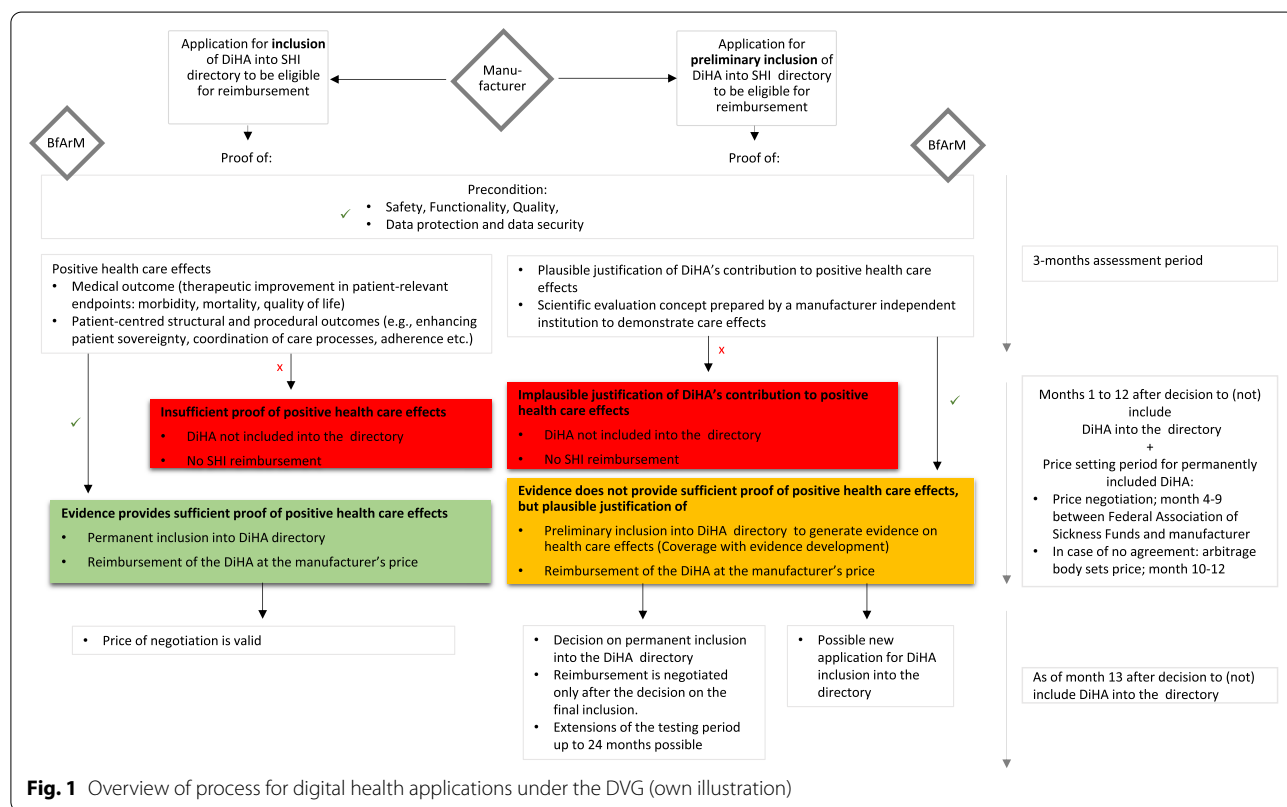 Application for inclusion
of DiHA into SHI
directory to be eligible
for reimbursement
Manu-
facturer
Application for
preliminary inclusion of
DiHA into SHI directory
to be eligible for
reimbursement
BfArM
Proof of:
Proof of:
BfArM
Precondition:
✓
• Safety, Functionality, Quality,
• Data protection and data security
Positive health care effects
• Medical outcome (therapeutic improvement in patient-relevant
endpoints: morbidity, mortality, quality of life)
• Patient-centred structural and procedural outcomes (e.g., enhancing
patient sovereignty, coordination of care processes, adherence etc.)
• Plausible justification of DiHA's contribution to positive health care
effects
• Scientific evaluation concept prepared by a manufacturer independent
institution to demonstrate care effects
3-months assessment period
x
x
✓
✓
Insufficient proof of positive health care effects
• DiHA not included into the directory
• No SHI reimbursement
Implausible justification of DiHA's contribution to positive
health care effects
• DiHA not included into the directory
• No SHI reimbursement
Months 1 to 12 after decision to (not)
include
DiHA into the directory
+
Price setting period for permanently
included DiHA:
• Price negotiation; month 4-9
between Federal Association of
Sickness Funds and manufacturer
• In case of no agreement: arbitrage
body sets price; month 10-12
Evidence provides sufficient proof of positive health care effects
• Permanent inclusion into DiHA directory
• Reimbursement of the DiHA at the manufacturer's price
Evidence does not provide sufficient proof of positive health care effects,
but plausible justification of
• Preliminary inclusion into DiHA directory to generate evidence on
health care effects (Coverage with evidence development)
• Reimbursement of the DiHA at the manufacturer's price
• Price of negotiation is valid
• Decision on permanent inclusion
into the DiHA directory
• Reimbursement is negotiated
only after the decision on the
final inclusion.
• Extensions of the testing period
up to 24 months possible
• Possible new
application for DiHA
inclusion into the
directory
As of month 13 after decision to (not)
include DiHA into the directory
Fig. 1 Overview of process for digital health applications under the DVG (own illustration)